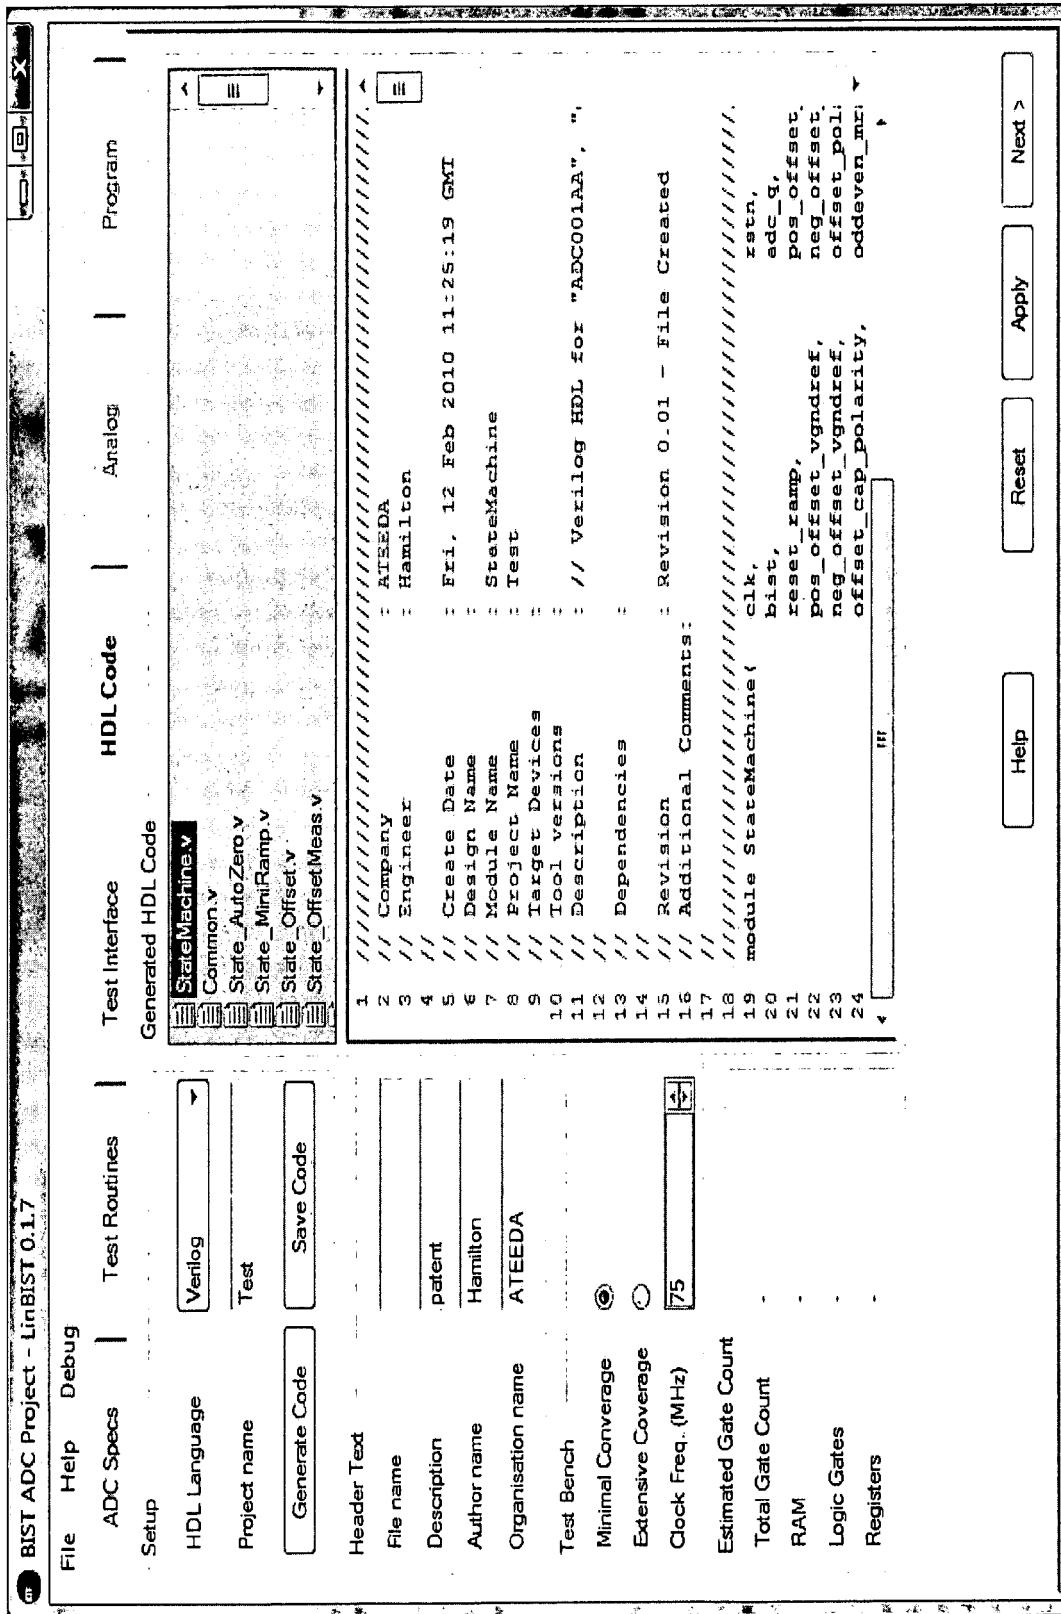 BIST ADC Project - LinBIST 0.1.7
File Help Debug
ADC Specs Test Routines Test Interface HDL Code Analog Program
Setup
HDL Language Verilog
Project name Test
Generate Code Save Code
Header Text
File name
Description patent
Author name Hamilton
Organisation name ATEEDA
Test Bench
Minimal Converage
Extensive Coverage
Clock Freq. (MHz) 75
Estimated Gate Count
Total Gate Count -
RAM -
Logic Gates -
Registers -
Generated HDL Code
StateMachine.v
Common.v
State_AutoZero.v
State_MiniRamp.v
State_Offset.v
State_OffsetMeas.v
1 ////////////////////////////////////////////////////////////
2 // Company : ATEEDA
3 // Engineer : Hamilton
4 //
5 // Create Date : Fri, 12 Feb 2010 11:25:19 GMT
6 // Design Name :
7 // Module Name : StateMachine
8 // Project Name : Test
9 // Target Devices :
10 // Tool versions :
11 // Description : // Verilog HDL for "ADC001AA", ".
12 //
13 // Dependencies :
14 //
15 // Revision : Revision 0.01 - File Created
16 // Additional Comments:
17 //
18 ////////////////////////////////////////////////////////////
19 module StateMachine( clk, rstn,
20 bist, adc_q,
21 reset_ramp, pos_offset
22 pos_offset_vgndref, neg_offset
23 neg_offset_vgndref, offset_pol
24 offset_cap_polarity, oddeven_mr
Help Reset Apply Next >